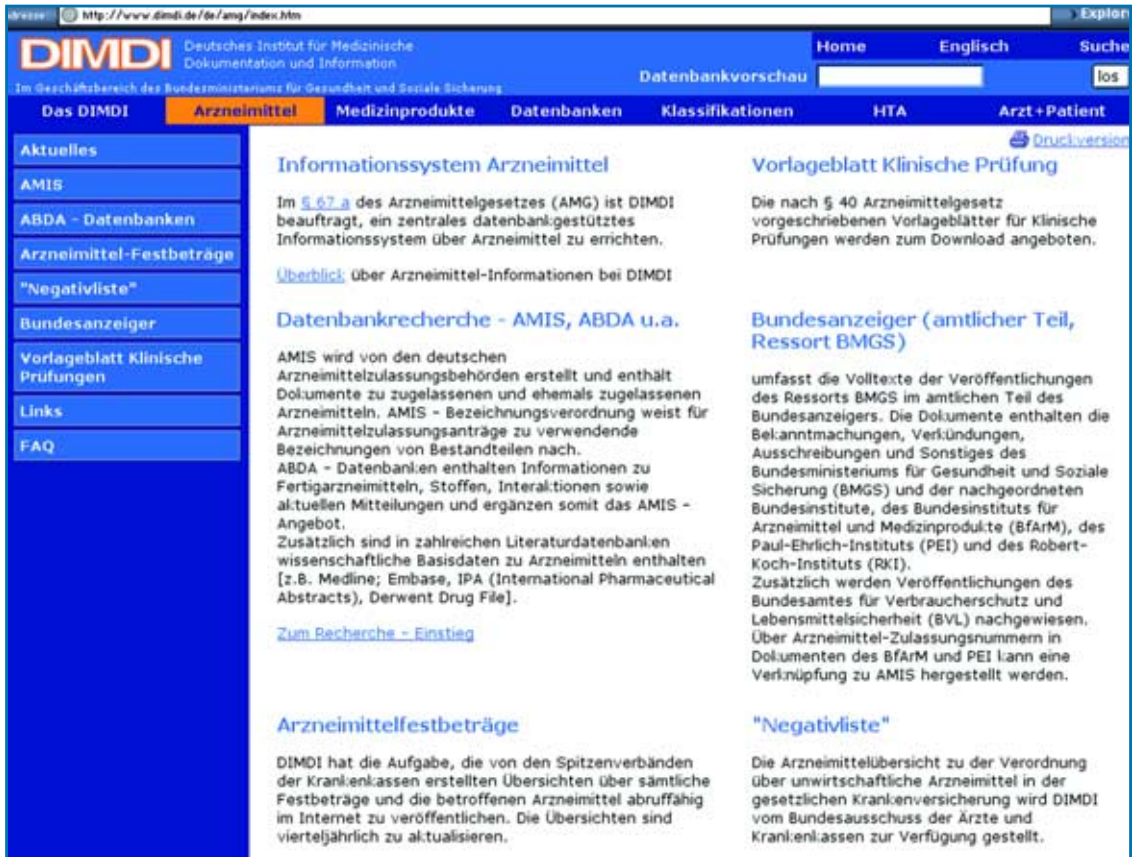 http://www.dimdi.de/de/amg/index.htm
DIMDI
Deutsches Institut für Medizinische
Dokumentation und Information
Im Geschäftsbereich des Bundesministeriums für Gesundheit und Soziale Sicherung
Home Englisch Suche
Datenbankvorschau los
Das DIMDI Arzneimittel Medizinprodukte Datenbanken Klassifikationen HTA Arzt+Patient
Druckversion
Aktuelles
AMIS
ABDA - Datenbanken
Arzneimittel-Festbeträge
"Negativliste"
Bundesanzeiger
Vorlageblatt Klinische
Prüfungen
Links
FAQ
Informationssystem Arzneimittel
Im § 67 a des Arzneimittelgesetzes (AMG) ist DIMDI
beauftragt, ein zentrales datenbankgestütztes
Informationssystem über Arzneimittel zu errichten.
Überblick über Arzneimittel-Informationen bei DIMDI
Vorlageblatt Klinische Prüfung
Die nach § 40 Arzneimittelgesetz
vorgeschriebenen Vorlageblätter für Klinische
Prüfungen werden zum Download angeboten.
Datenbankrecherche - AMIS, ABDA u.a.
AMIS wird von den deutschen
Arzneimittelzulassungsbehörden erstellt und enthält
Dokumente zu zugelassenen und ehemals zugelassenen
Arzneimitteln. AMIS - Bezeichnungsverordnung weist für
Arzneimittelzulassungsanträge zu verwendende
Bezeichnungen von Bestandteilen nach.
ABDA - Datenbanken enthalten Informationen zu
Fertigarzneimitteln, Stoffen, Interaktionen sowie
aktuellen Mitteilungen und ergänzen somit das AMIS -
Angebot.
Zusätzlich sind in zahlreichen Literaturdatenbanken
wissenschaftliche Basisdaten zu Arzneimitteln enthalten
[z.B. Medline; Embase, IPA (International Pharmaceutical
Abstracts), Derwent Drug File].
Zum Recherche - Einstieg
Bundesanzeiger (amtlicher Teil,
Ressort BMGS)
umfasst die Volltexte der Veröffentlichungen
des Ressorts BMGS im amtlichen Teil des
Bundesanzeigers. Die Dokumente enthalten die
Bekanntmachungen, Verkündungen,
Ausschreibungen und Sonstiges des
Bundesministeriums für Gesundheit und Soziale
Sicherung (BMGS) und der nachgeordneten
Bundesinstitute, des Bundesinstituts für
Arzneimittel und Medizinprodukte (BfArM), des
Paul-Ehrlich-Instituts (PEI) und des Robert-
Koch-Instituts (RKI).
Zusätzlich werden Veröffentlichungen des
Bundesamtes für Verbraucherschutz und
Lebensmittelsicherheit (BVL) nachgewiesen.
Über Arzneimittel-Zulassungsnummern in
Dokumenten des BfArM und PEI kann eine
Verknüpfung zu AMIS hergestellt werden.
Arzneimittelfestbeträge
DIMDI hat die Aufgabe, die von den Spitzenverbänden
der Krankenkassen erstellten Übersichten über sämtliche
Festbeträge und die betroffenen Arzneimittel abruffähig
im Internet zu veröffentlichen. Die Übersichten sind
vierteljährlich zu aktualisieren.
"Negativliste"
Die Arzneimittelübersicht zu der Verordnung
über unwirtschaftliche Arzneimittel in der
gesetzlichen Krankenversicherung wird DIMDI
vom Bundesausschuss der Ärzte und
Krankenkassen zur Verfügung gestellt.